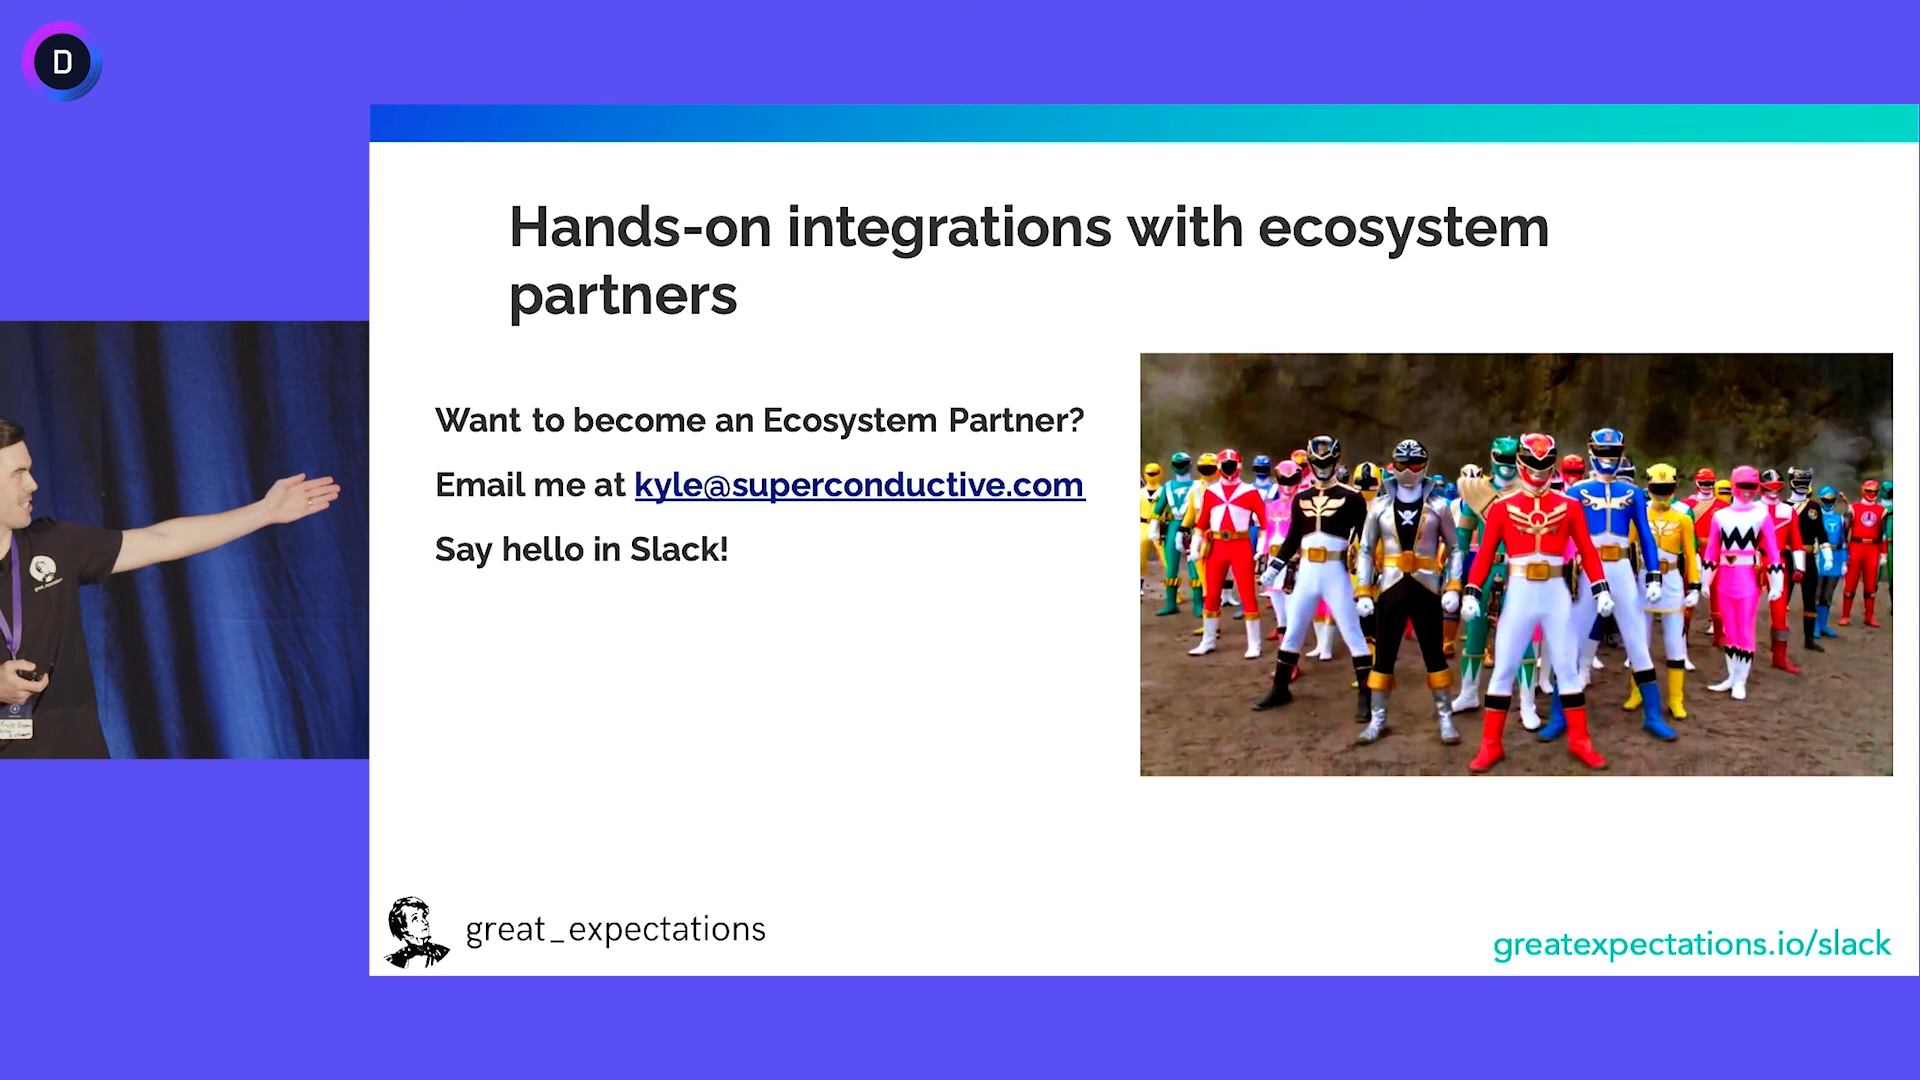 D
Hands-on integrations with ecosystem
partners
Want to become an Ecosystem Partner?
Email me at kyle@superconductive.com
Say hello in Slack!
great_expectations
greatexpectations.io/slack